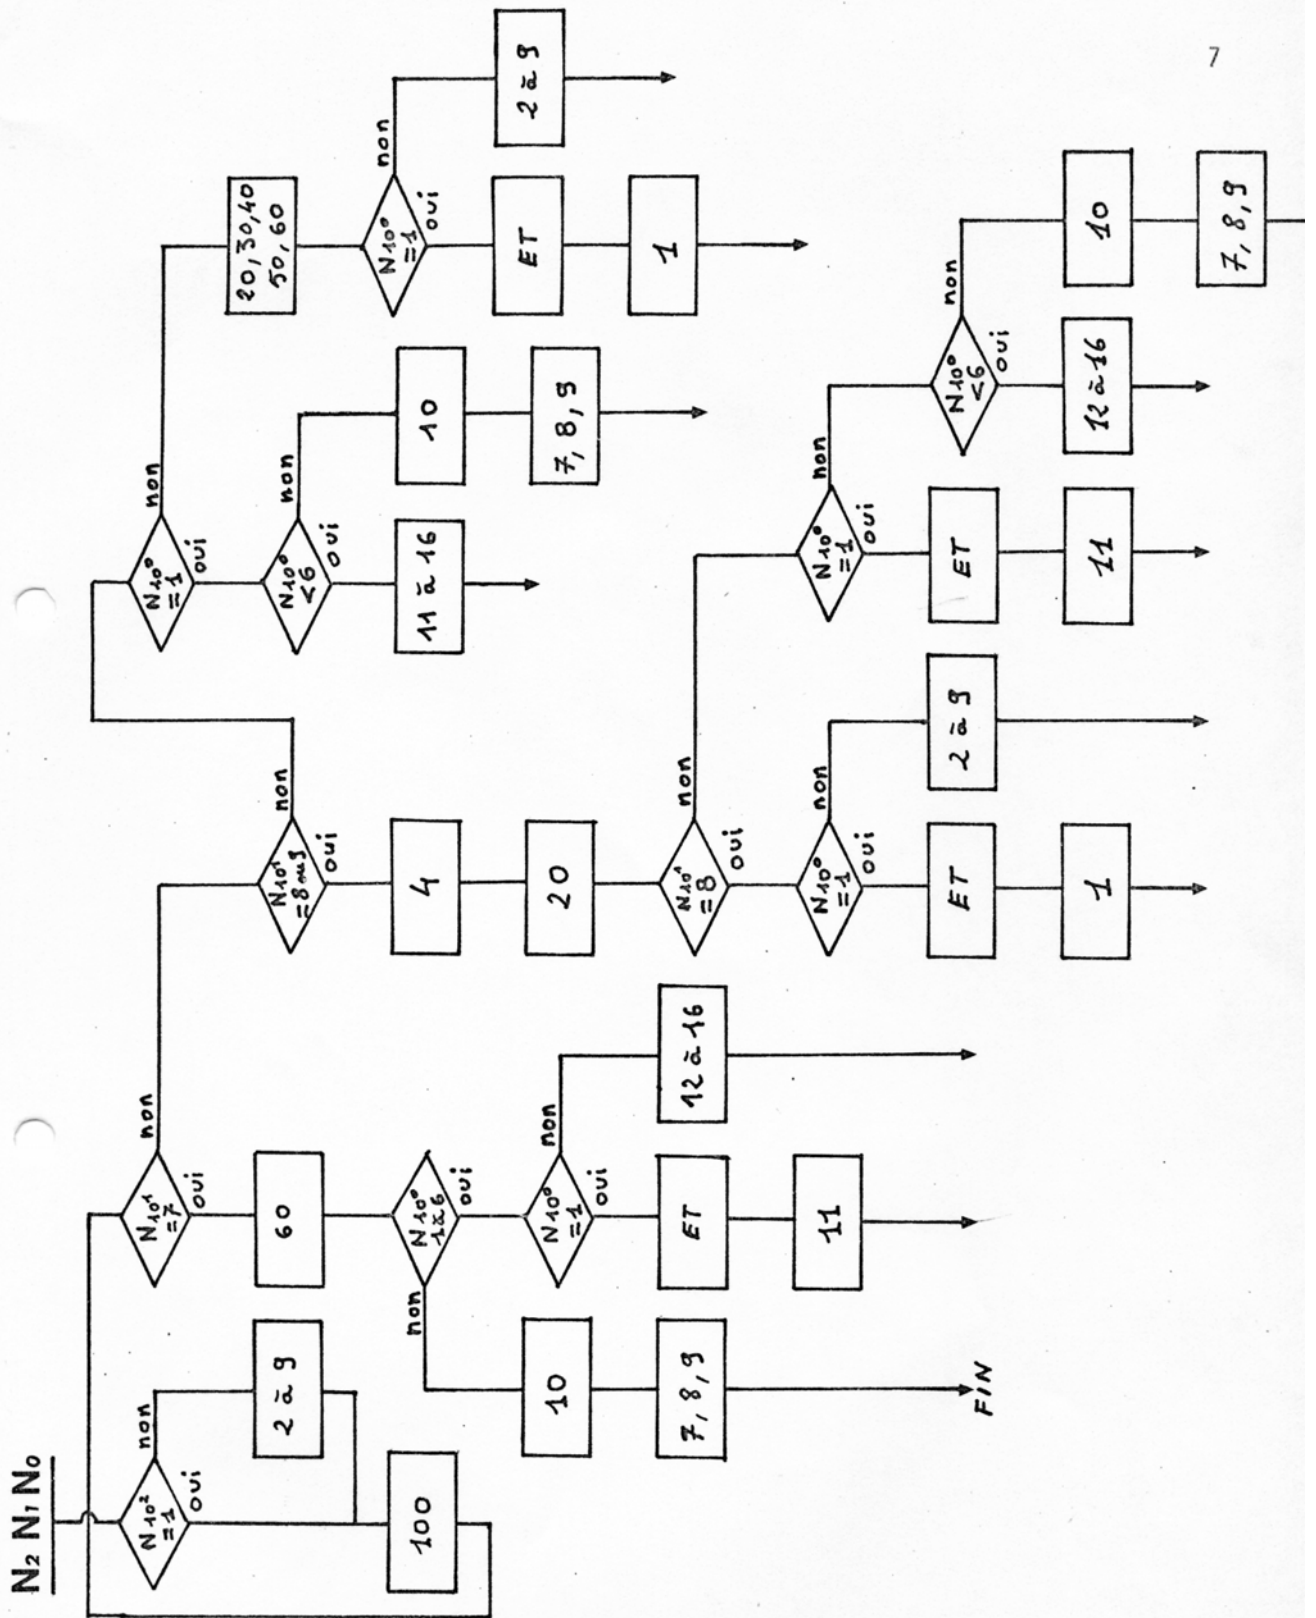 7
N₂ N₁ N₀
N10²
=1
non
oui
2 à 9
100
N10¹
=7
non
oui
60
N10⁰
1à6
non
oui
10
7, 8, 9
FIN
N10⁰
=1
non
oui
ET
11
12 à 16
N10¹
=8 ou 9
non
oui
4
20
N10¹
=8
non
oui
N10⁰
=1
non
oui
ET
1
2 à 9
N10⁰
=1
non
oui
ET
11
N10⁰
<6
non
oui
12 à 16
10
7, 8, 9
N10⁰
=1
non
oui
N10⁰
<6
non
oui
11 à 16
10
7, 8, 9
20, 30, 40
50, 60
N10⁰
=1
non
oui
ET
1
2 à 9